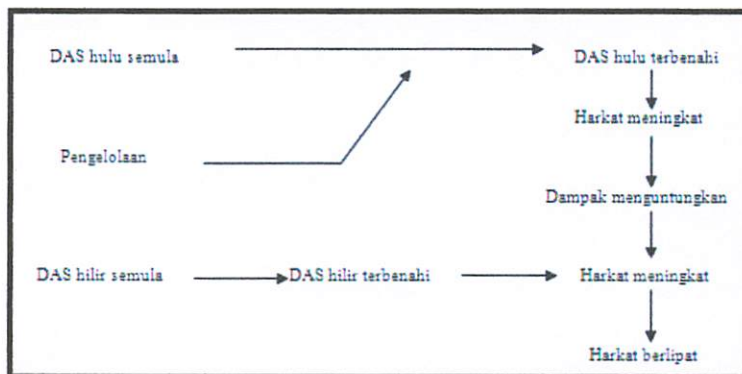 DAS hulu semula
DAS hulu terbenahi
Harkat meningkat
Pengelolaan
Dampak menguntungkan
DAS hilir semula
DAS hilir terbenahi
Harkat meningkat
Harkat berlipat